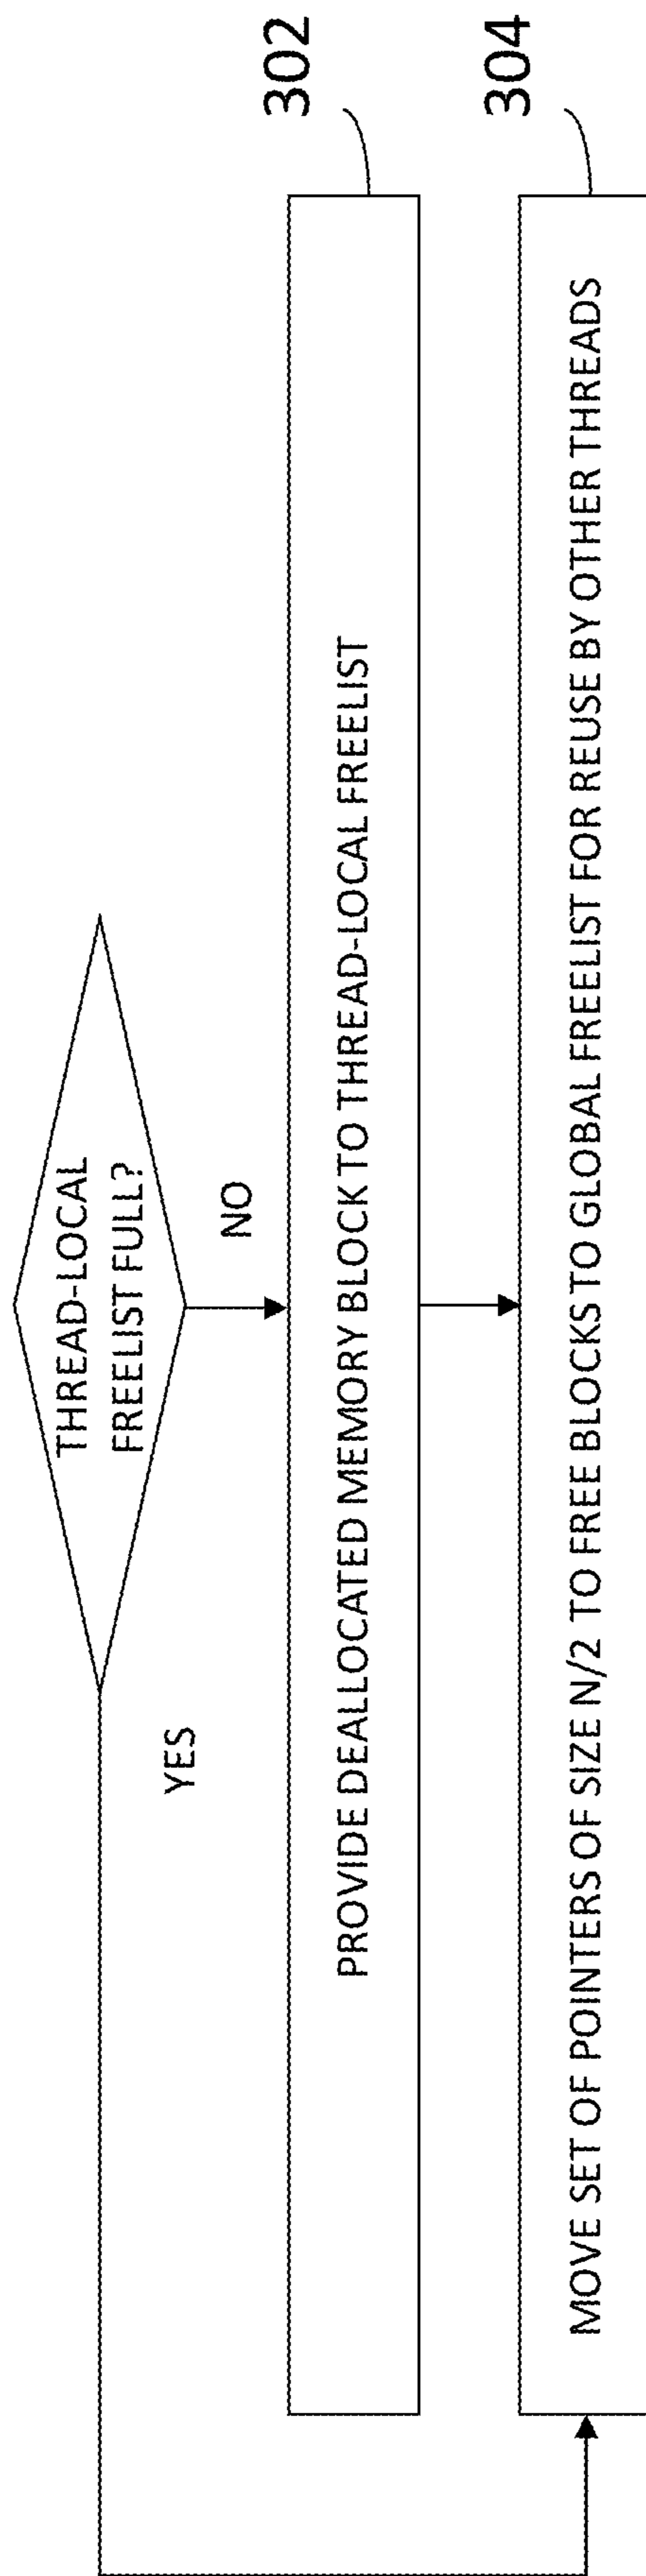 THREAD-LOCAL
FREELIST FULL?
YES
NO
302
PROVIDE DEALLOCATED MEMORY BLOCK TO THREAD-LOCAL FREELIST
304
MOVE SET OF POINTERS OF SIZE N/2 TO FREE BLOCKS TO GLOBAL FREELIST FOR REUSE BY OTHER THREADS